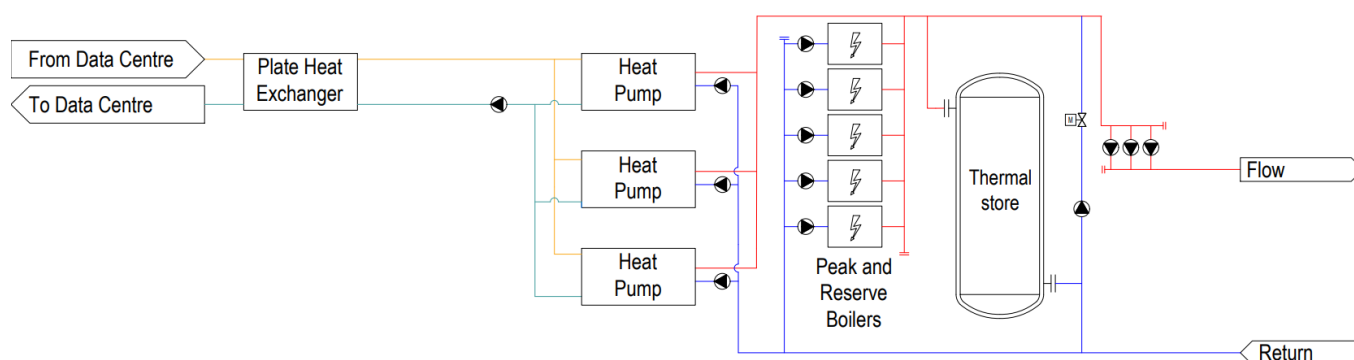 From Data Centre
To Data Centre
Plate Heat
Exchanger
Heat
Pump
Heat
Pump
Heat
Pump
Peak and
Reserve
Boilers
Thermal
store
M
Flow
Return